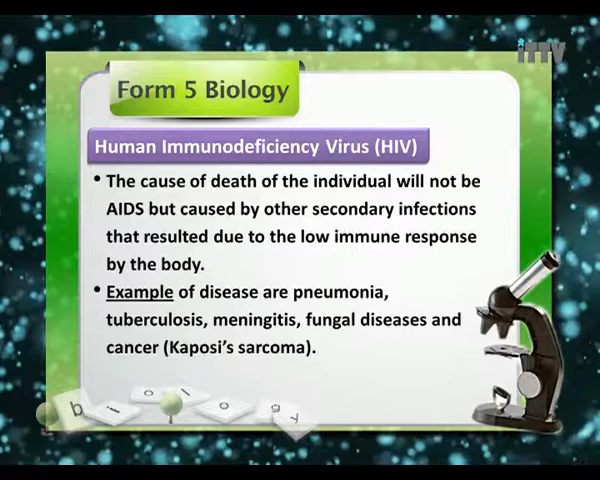 iTTV
Form 5 Biology
Human Immunodeficiency Virus (HIV)
• The cause of death of the individual will not be
AIDS but caused by other secondary infections
that resulted due to the low immune response
by the body.
• Example of disease are pneumonia,
tuberculosis, meningitis, fungal diseases and
cancer (Kaposi's sarcoma).
b i o l o g y